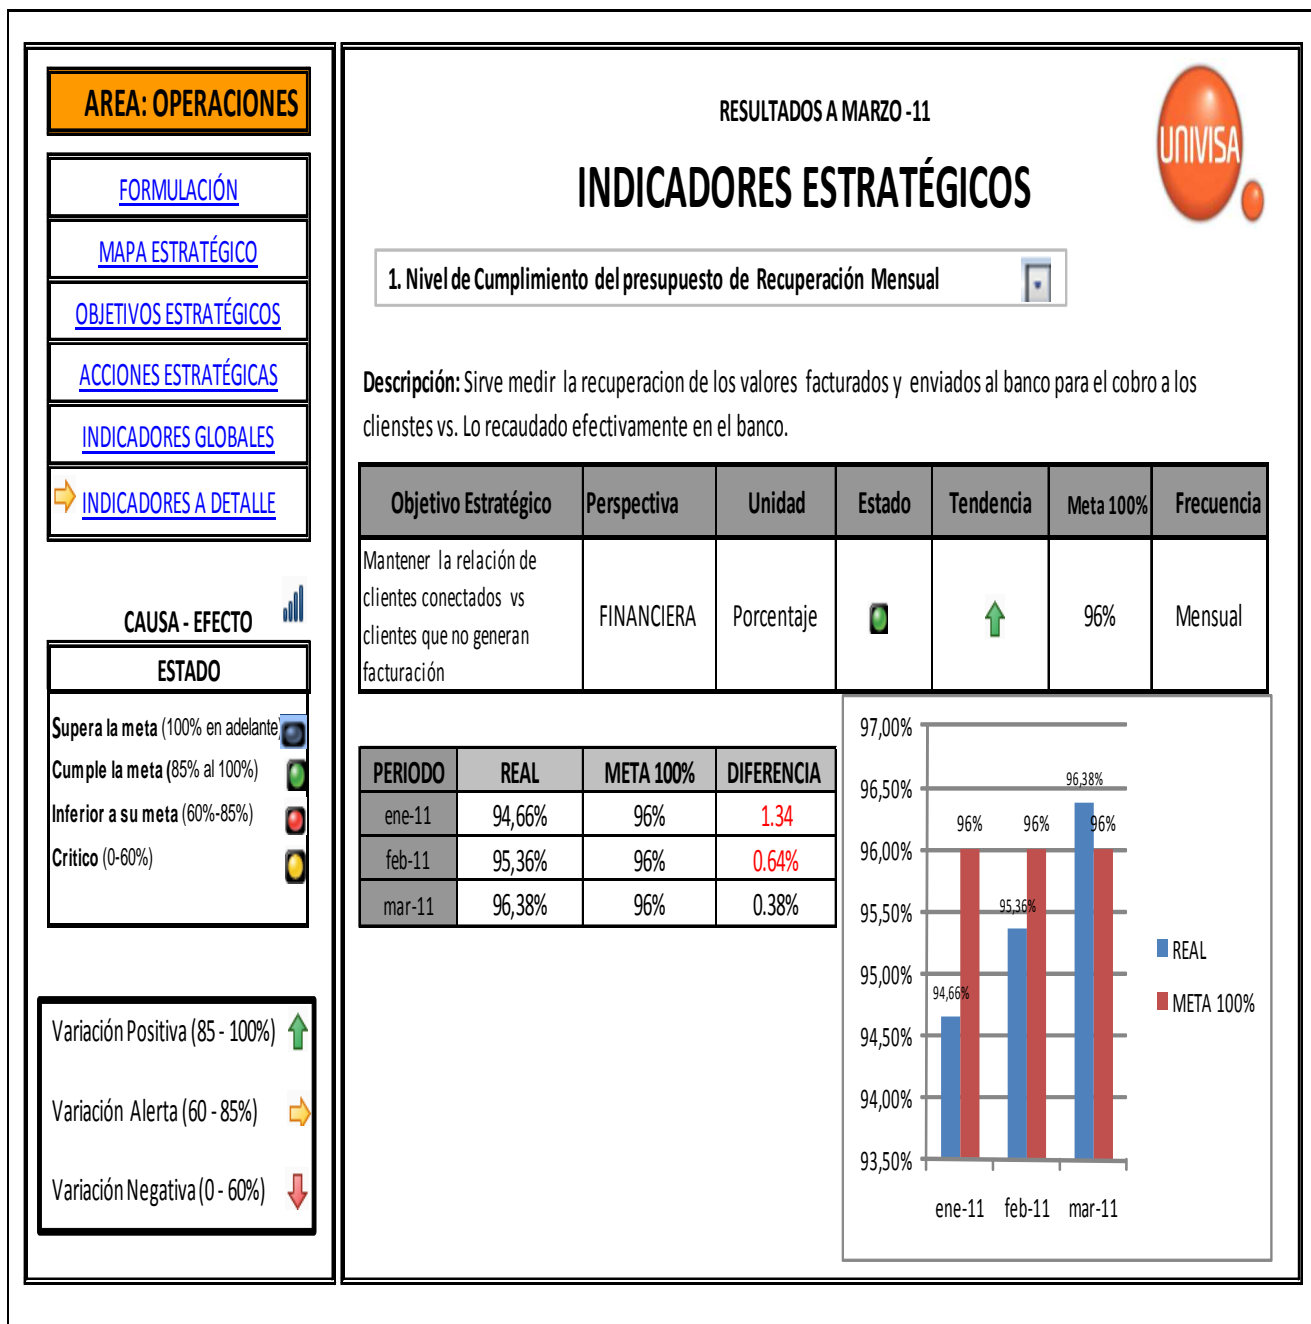 AREA: OPERACIONES
FORMULACIÓN
MAPA ESTRATÉGICO
OBJETIVOS ESTRATÉGICOS
ACCIONES ESTRATÉGICAS
INDICADORES GLOBALES
INDICADORES A DETALLE
CAUSA - EFECTO
ESTADO
Supera la meta (100% en adelante)
Cumple la meta (85% al 100%)
Inferior a su meta (60%-85%)
Critico (0-60%)
Variación Positiva (85 - 100%)
Variación Alerta (60 - 85%)
Variación Negativa (0 - 60%)
RESULTADOS A MARZO -11
INDICADORES ESTRATÉGICOS
UNIVISA
1. Nivel de Cumplimiento del presupuesto de Recuperación Mensual
Descripción: Sirve medir la recuperacion de los valores facturados y enviados al banco para el cobro a los
clienstes vs. Lo recaudado efectivamente en el banco.
Objetivo Estratégico Perspectiva Unidad Estado Tendencia Meta 100% Frecuencia
Mantener la relación de
clientes conectados vs
clientes que no generan
facturación
FINANCIERA Porcentaje 96% Mensual
PERIODO REAL META 100% DIFERENCIA
ene-11 94,66% 96% 1.34
feb-11 95,36% 96% 0.64%
mar-11 96,38% 96% 0.38%
97,00%
96,50%
96,00%
95,50%
95,00%
94,50%
94,00%
93,50%
94,66%
96%
95,36%
96%
96,38%
96%
ene-11 feb-11 mar-11
REAL
META 100%